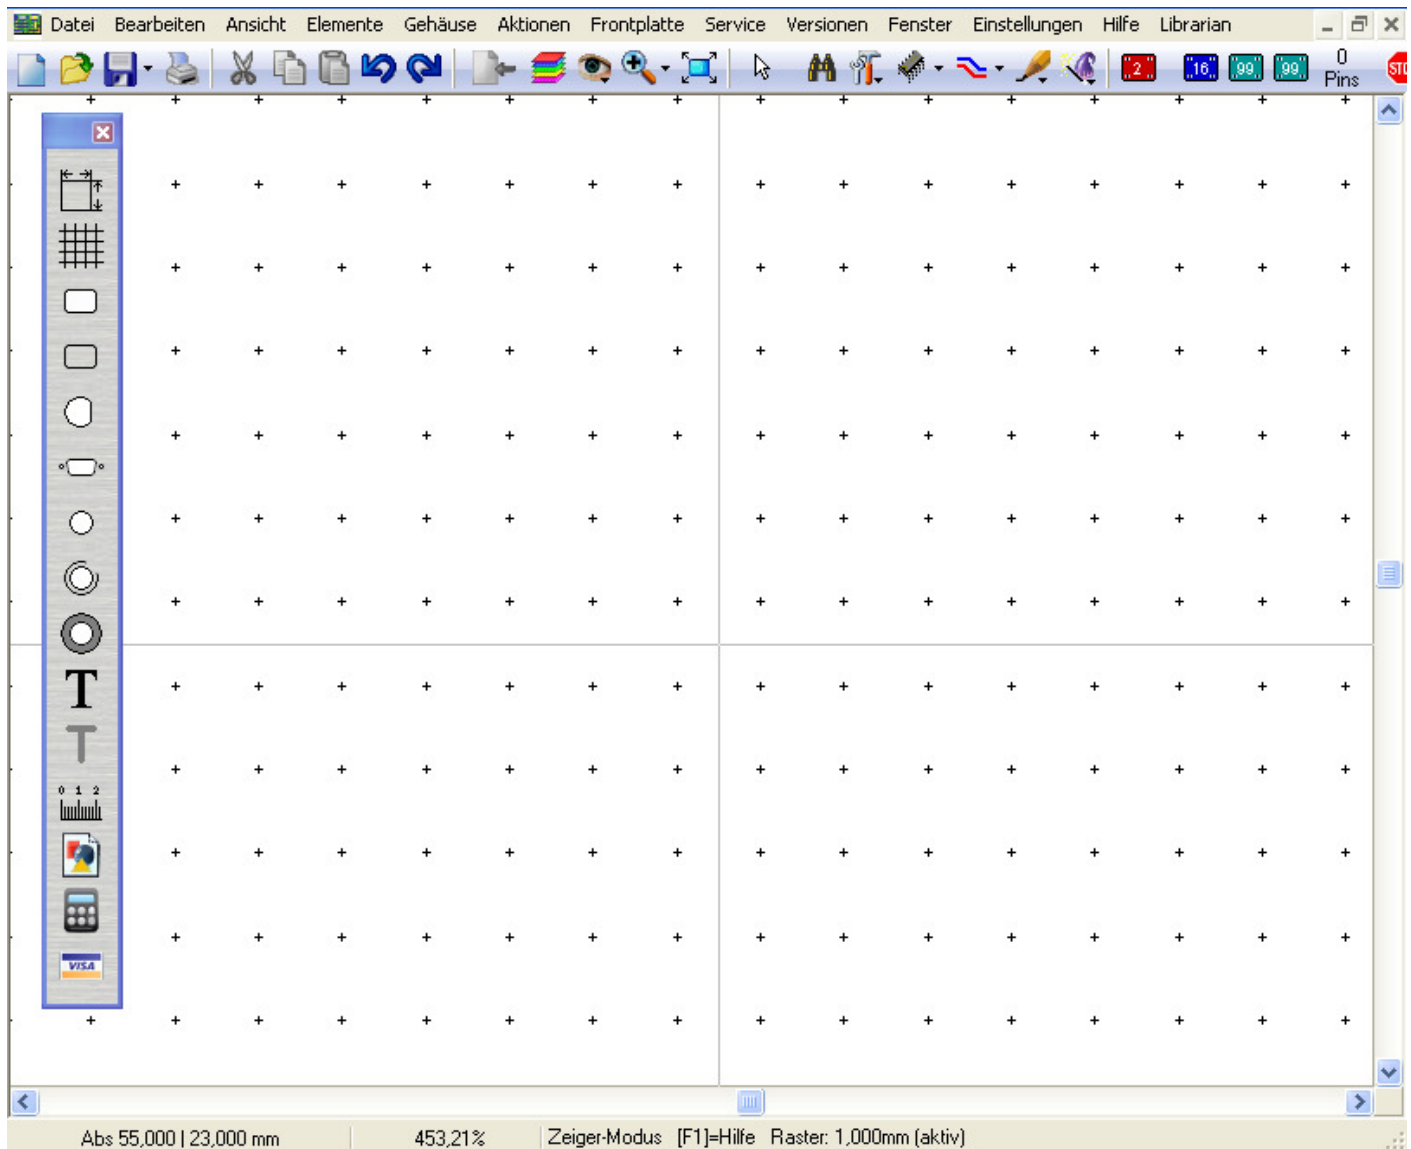 Datei Bearbeiten Ansicht Elemente Gehäuse Aktionen Frontplatte Service Versionen Fenster Einstellungen Hilfe Librarian
2 16 99 99 0
Pins
T
T
0 1 2
VISA
Abs 55,000 | 23,000 mm 453,21% Zeiger-Modus [F1]=Hilfe Raster: 1,000mm (aktiv)